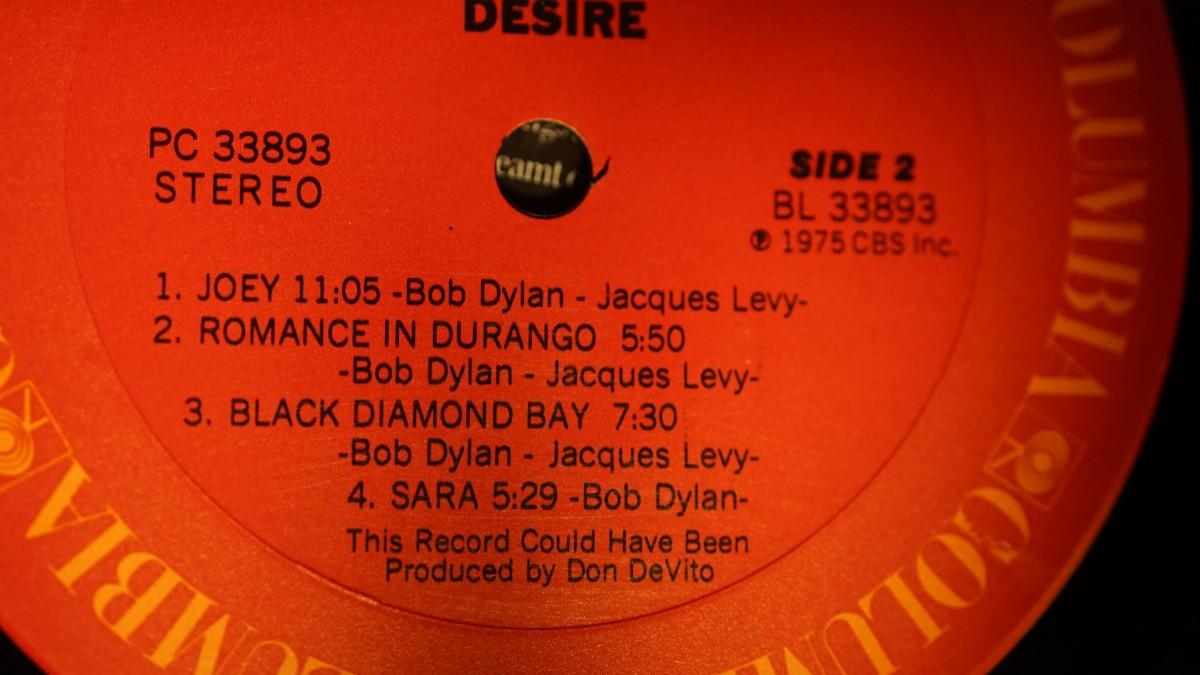 DESIRE
PC 33893
STEREO
SIDE 2
BL 33893
℗ 1975 CBS Inc.
1. JOEY 11:05 -Bob Dylan - Jacques Levy-
2. ROMANCE IN DURANGO 5:50
-Bob Dylan - Jacques Levy-
3. BLACK DIAMOND BAY 7:30
-Bob Dylan - Jacques Levy-
4. SARA 5:29 -Bob Dylan-
This Record Could Have Been
Produced by Don DeVito
COLUMBIA
COLUMBIA